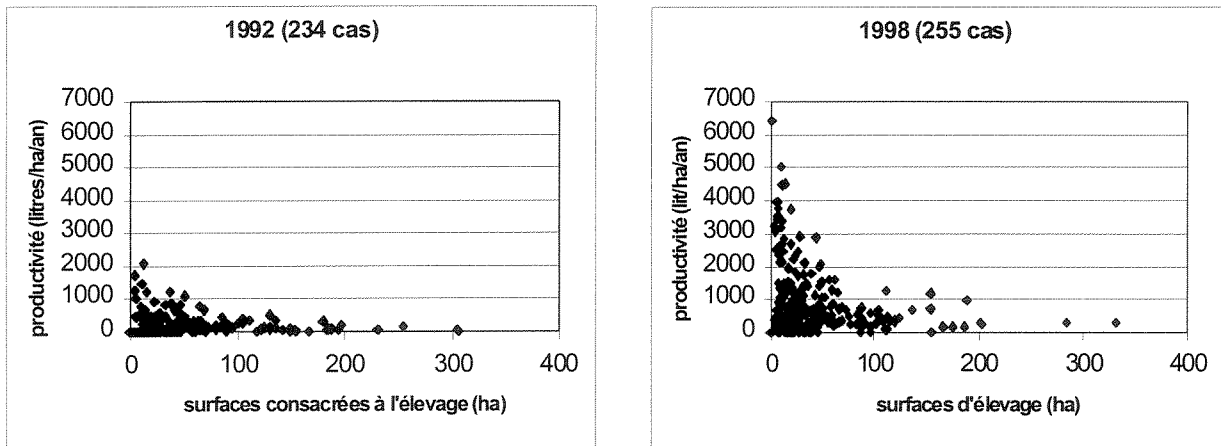 1992 (234 cas)
productivité (litres/ha/an)
7000
6000
5000
4000
3000
2000
1000
0
0 100 200 300 400
surfaces consacrées à l'élevage (ha)
1998 (255 cas)
productivité (lit/ha/an)
7000
6000
5000
4000
3000
2000
1000
0
0 100 200 300 400
surfaces d'élevage (ha)